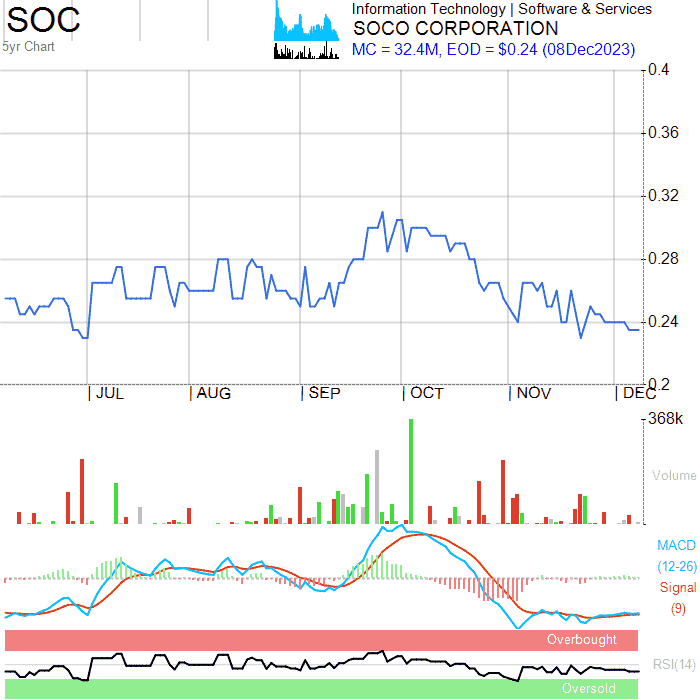 SOC
5yr Chart
Information Technology | Software & Services
SOCO CORPORATION
MC = 32.4M, EOD = $0.24 (08Dec2023)
0.4
0.36
0.32
0.28
0.24
0.2
| JUL | AUG | SEP | OCT | NOV | DEC
368k
Volume
MACD
(12-26)
Signal
(9)
Overbought
RSI(14)
Oversold